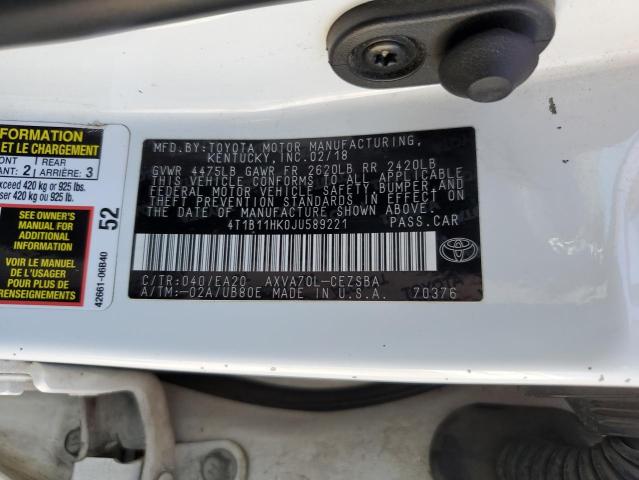 NFORMATION
ET LE CHARGEMENT
ONT
ANT: 2
REAR
ARRIÈRE: 3
xceed 420 kg or 925 lbs.
ser 420 kg ou 925 lb.
SEE OWNER'S
MANUAL FOR
ADDITIONAL
INFORMATION
VOIR LE MANUEL
DE L'USAGER
POUR PLUS DE
RENSEIGNEMENTS
52
42661-06B40
MFD.BY:TOYOTA MOTOR MANUFACTURING,
KENTUCKY,INC.02/18
GVWR 4475LB GAWR FR 2620LB RR 2420LB
THIS VEHICLE CONFORMS TO ALL APPLICABLE
FEDERAL MOTOR VEHICLE SAFETY, BUMPER,AND
THEFT PREVENTION STANDARDS IN EFFECT ON
THE DATE OF MANUFACTURE SHOWN ABOVE.
4T1B11HK0JU589221 PASS.CAR
C/TR:040/EA20 AXVA70L-CEZSBA
A/TM:-02A/UB80E MADE IN U.S.A. 70376